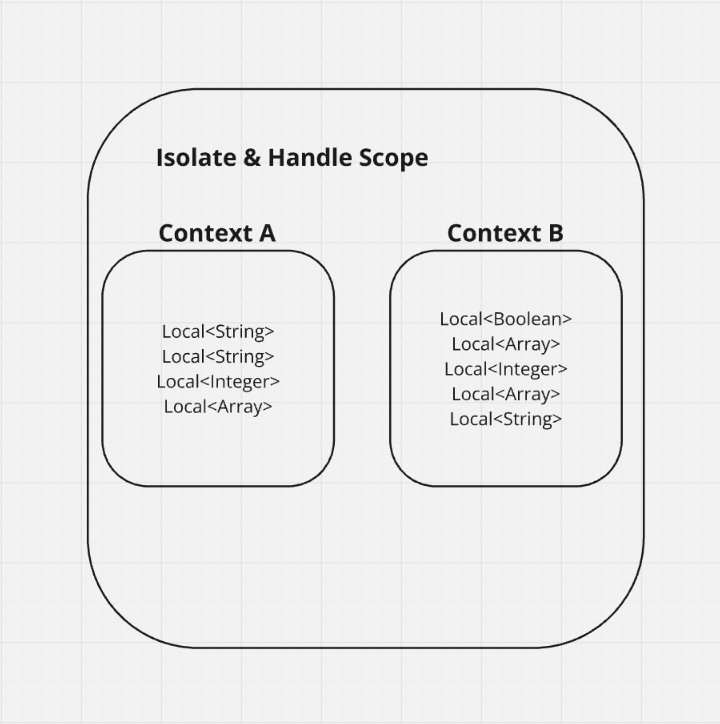 Isolate & Handle Scope
Context A
Local<String>
Local<String>
Local<Integer>
Local<Array>
Context B
Local<Boolean>
Local<Array>
Local<Integer>
Local<Array>
Local<String>